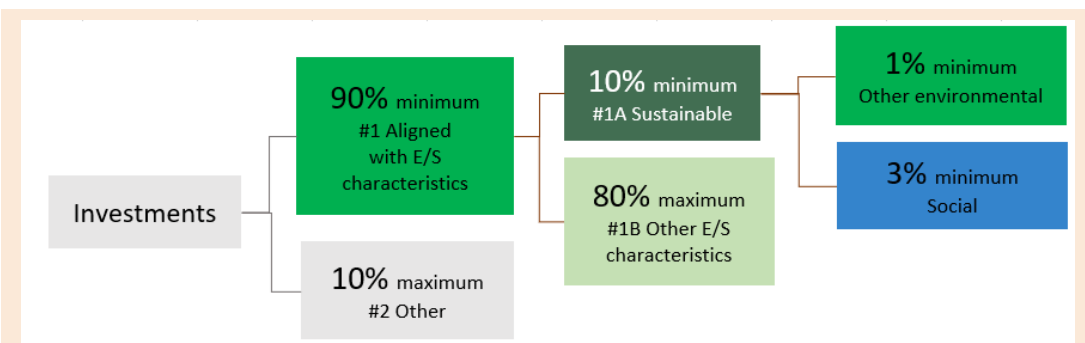 Investments
90% minimum
#1 Aligned
with E/S
characteristics
10% maximum
#2 Other
10% minimum
#1A Sustainable
80% maximum
#1B Other E/S
characteristics
1% minimum
Other environmental
3% minimum
Social